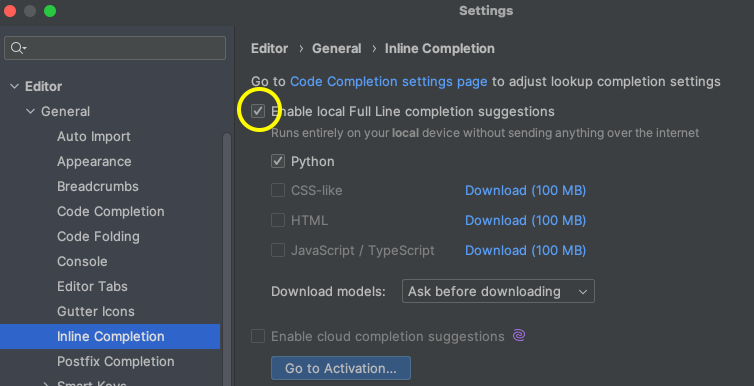 Settings
Editor › General › Inline Completion
Go to Code Completion settings page to adjust lookup completion settings
Enable local Full Line completion suggestions
Runs entirely on your local device without sending anything over the internet
Python
CSS-like Download (100 MB)
HTML Download (100 MB)
JavaScript / TypeScript Download (100 MB)
Download models: Ask before downloading
Enable cloud completion suggestions
Go to Activation...
Editor
General
Auto Import
Appearance
Breadcrumbs
Code Completion
Code Folding
Console
Editor Tabs
Gutter Icons
Inline Completion
Postfix Completion
Smart Keys